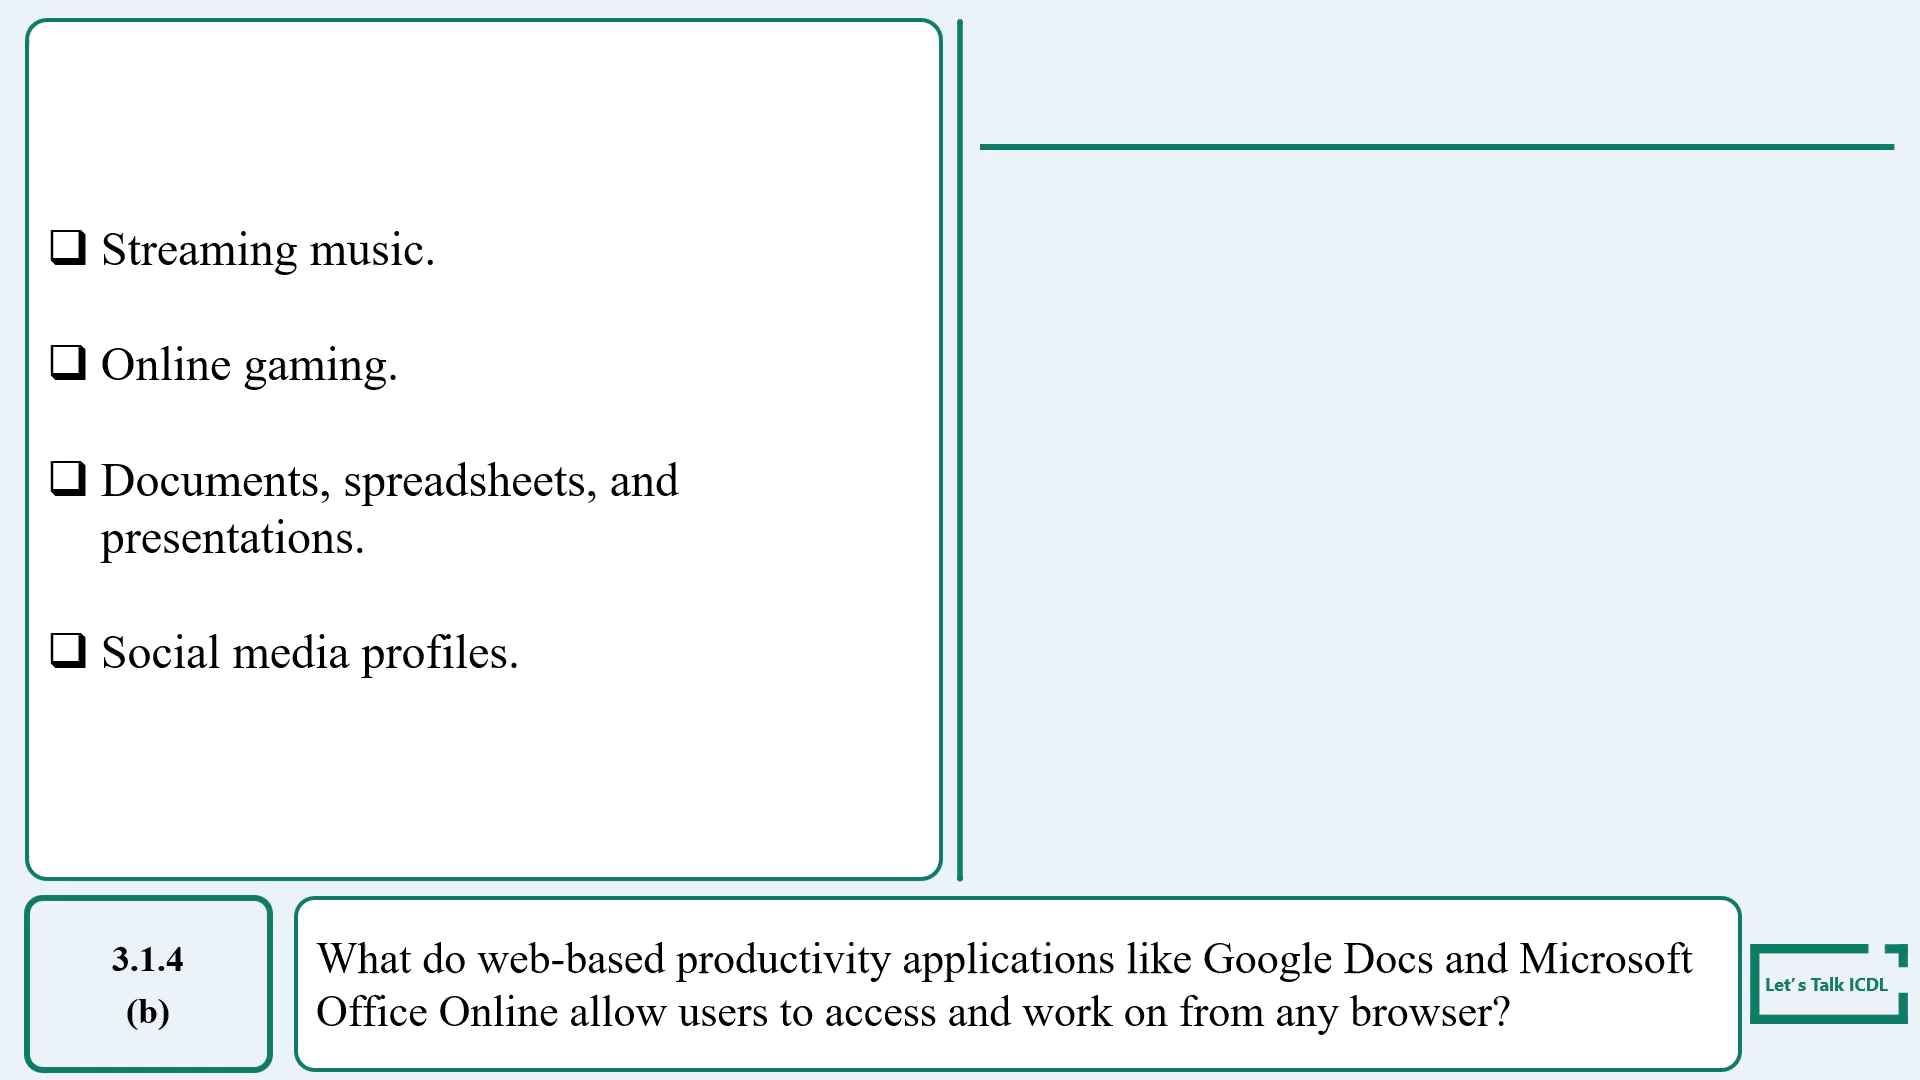 ❑ Streaming music.
❑ Online gaming.
❑ Documents, spreadsheets, and
presentations.
❑ Social media profiles.
3.1.4
(b)
What do web-based productivity applications like Google Docs and Microsoft
Office Online allow users to access and work on from any browser?
Let’s Talk ICDL